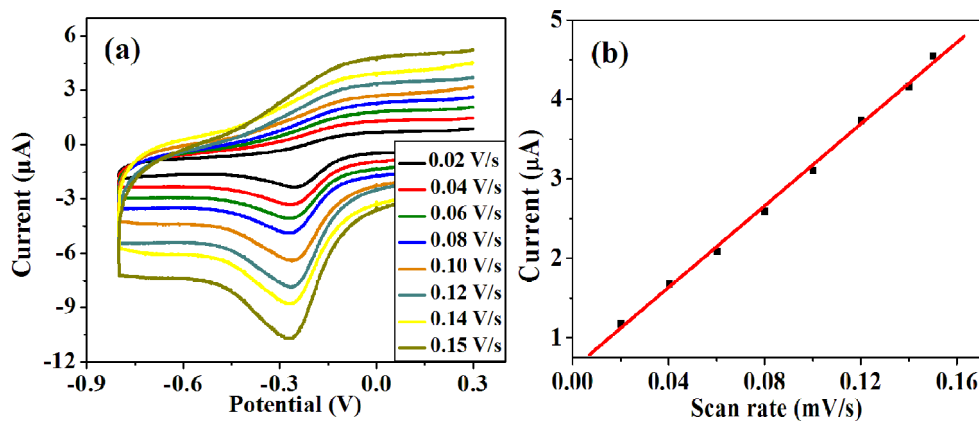 (a)
6
3
0
-3
-6
-9
-12
Current (µA)
-0.9
-0.6
-0.3
0.0
0.3
Potential (V)
0.02 V/s
0.04 V/s
0.06 V/s
0.08 V/s
0.10 V/s
0.12 V/s
0.14 V/s
0.15 V/s
(b)
5
4
3
2
1
Current (µA)
0.00
0.04
0.08
0.12
0.16
Scan rate (mV/s)